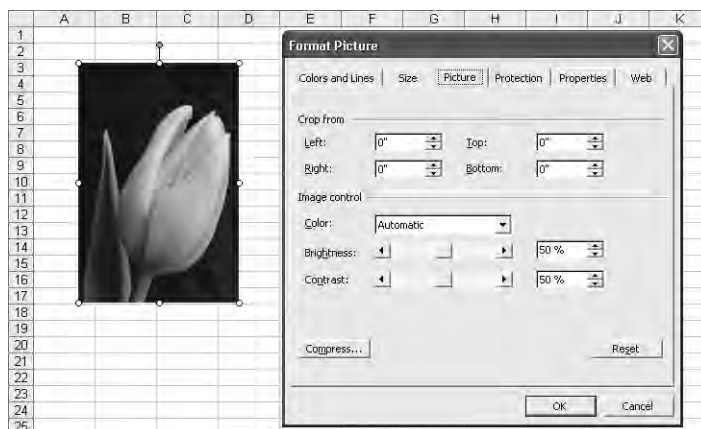 A B C D E F G H I J K
1
2
3
4
5
6
7
8
9
10
11
12
13
14
15
16
17
18
19
20
21
22
23
24
25
Format Picture
Colors and Lines Size Picture Protection Properties Web
Crop from
Left: 0" Top: 0"
Right: 0" Bottom: 0"
Image control
Color: Automatic
Brightness: 50 %
Contrast: 50 %
Compress... Reset
OK Cancel